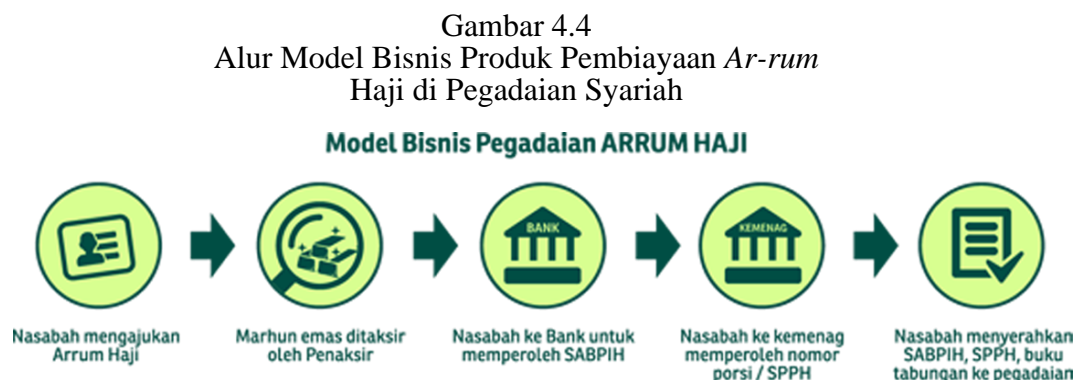 Gambar 4.4
Alur Model Bisnis Produk Pembiayaan Ar-rum
Haji di Pegadaian Syariah
Model Bisnis Pegadaian ARRUM HAJI
BANK
KEMENAG
Nasabah mengajukan
Arrum Haji
Marhun emas ditaksir
oleh Penaksir
Nasabah ke Bank untuk
memperoleh SABPIH
Nasabah ke kemenag
memperoleh nomor
porsi / SPPH
Nasabah menyerahkan
SABPIH, SPPH, buku
tabungan ke pegadaian